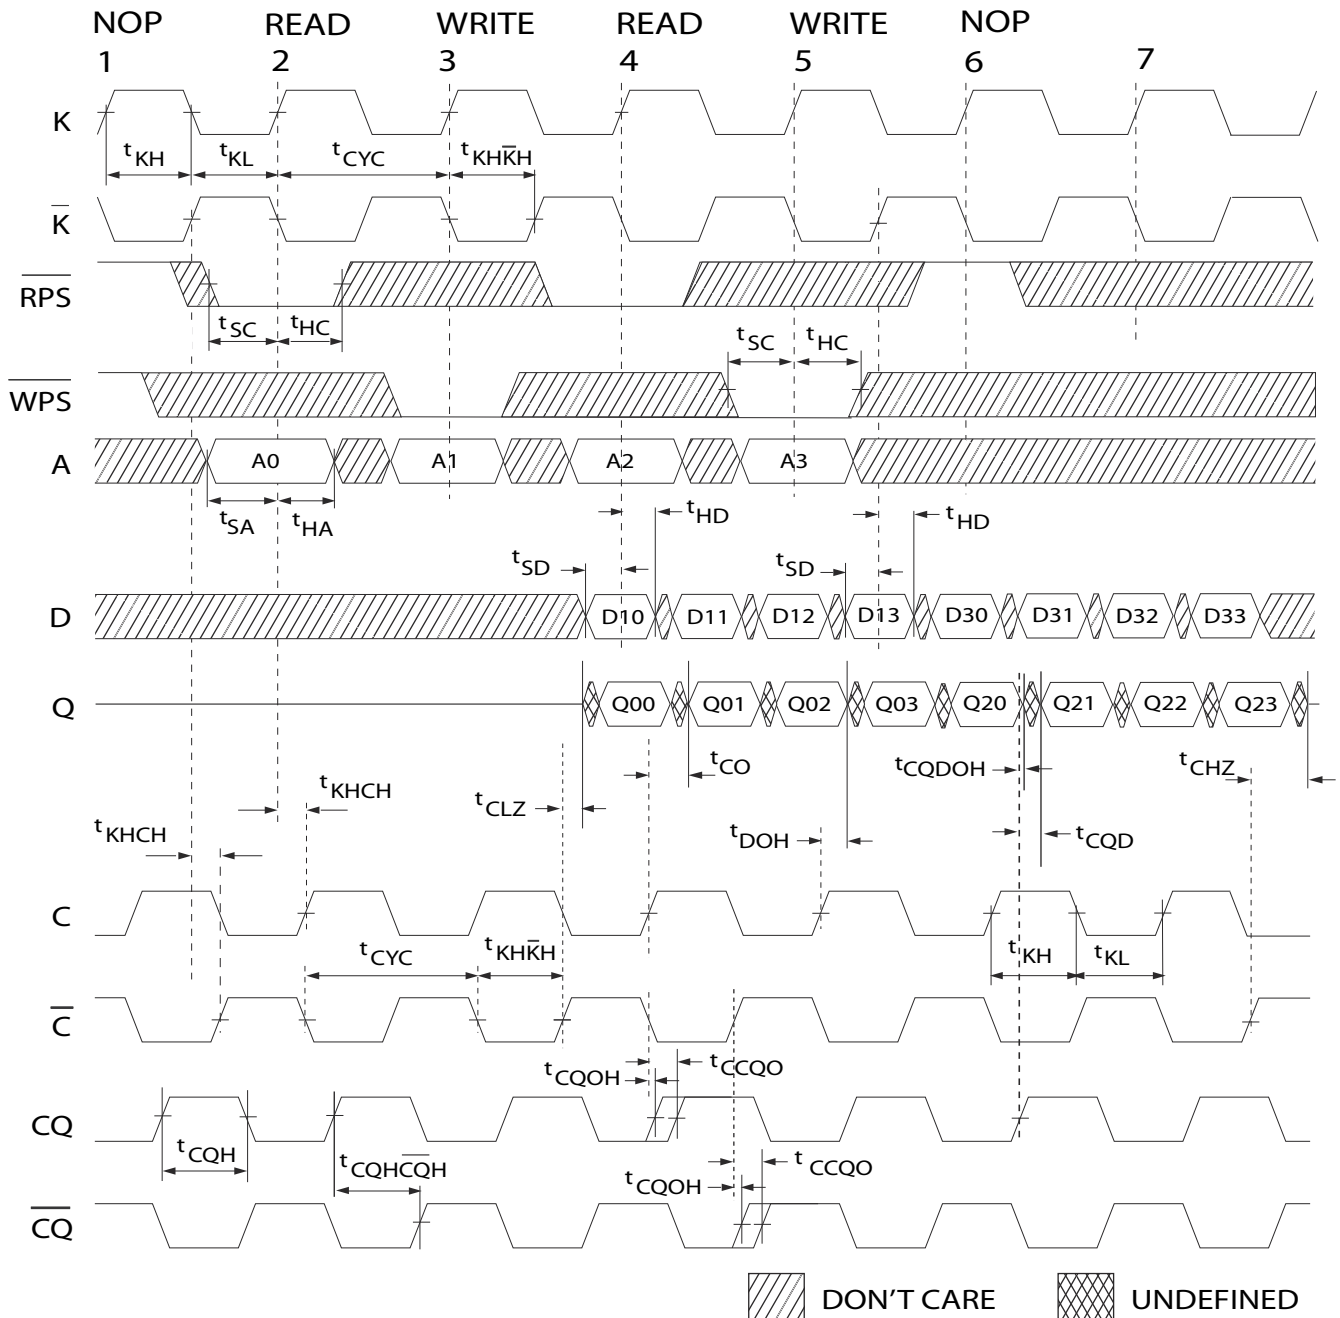 NOP READ WRITE READ WRITE NOP
1 2 3 4 5 6 7
K
tKH tKL tCYC tKHK̅H
K̅
R̅P̅S̅
tSC tHC
tSC tHC
W̅P̅S̅
A A0 A1 A2 A3
tSA tHA
tHD tHD
tSD tSD
D D10 D11 D12 D13 D30 D31 D32 D33
Q Q00 Q01 Q02 Q03 Q20 Q21 Q22 Q23
tKHCH tCLZ tCO tCQDOH tCHZ
tKHCH tDOH tCQD
C
tCYC tKHK̅H tKH tKL
C̅
tCQOH tCCQO
CQ
tCQH tCQHC̅Q̅H tCQOH tCCQO
C̅Q̅
DON'T CARE UNDEFINED